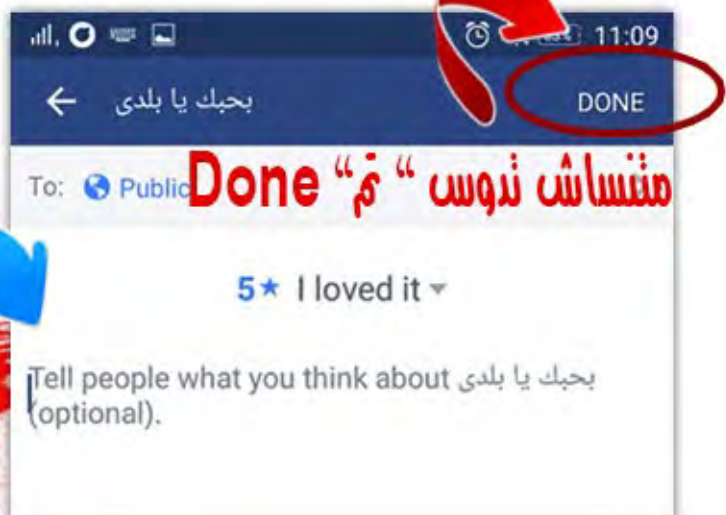 11:09
بحبك يا بلدى DONE
To: Public
متنساش تدوس “ تم “ Done
5★ I loved it
Tell people what you think about بحبك يا بلدى
(optional).